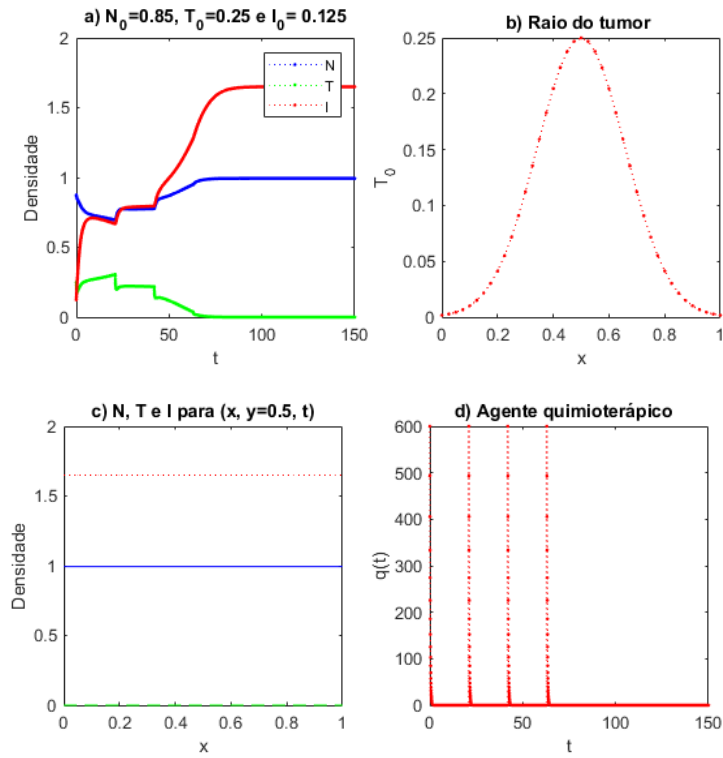 a) N₀=0.85, T₀=0.25 e I₀= 0.125
2
1.5
1
0.5
0
Densidade
0 50 100 150
t
N
T
I
b) Raio do tumor
0.25
0.2
0.15
0.1
0.05
0
T₀
0 0.2 0.4 0.6 0.8 1
x
c) N, T e I para (x, y=0.5, t)
2
1.5
1
0.5
0
Densidade
0 0.2 0.4 0.6 0.8 1
x
d) Agente quimioterápico
600
500
400
300
200
100
0
q(t)
0 50 100 150
t